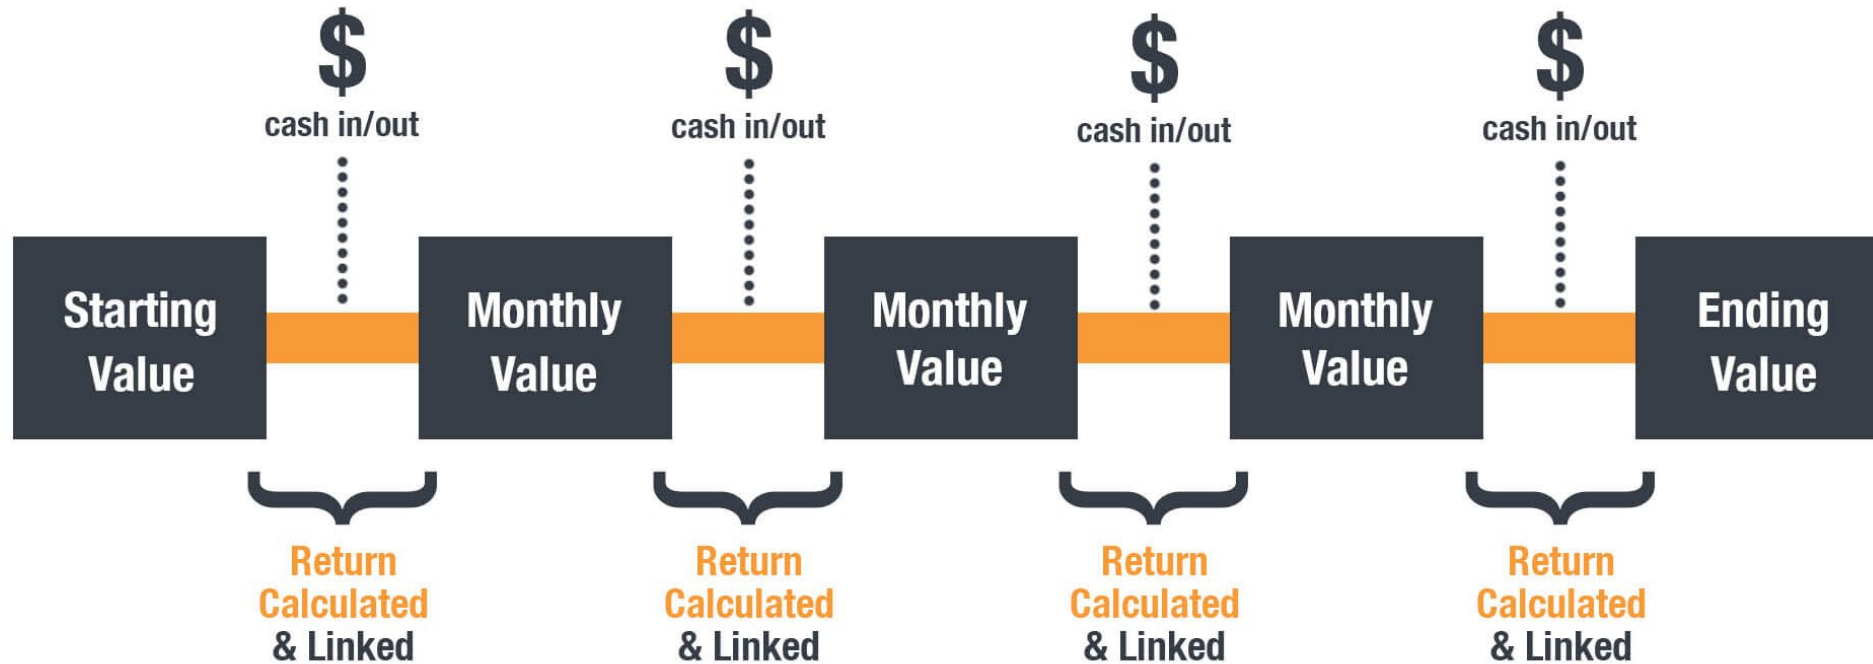 $ $ $ $
cash in/out cash in/out cash in/out cash in/out
Starting Monthly Monthly Monthly Ending
Value Value Value Value Value
Return Return Return Return
Calculated Calculated Calculated Calculated
& Linked & Linked & Linked & Linked